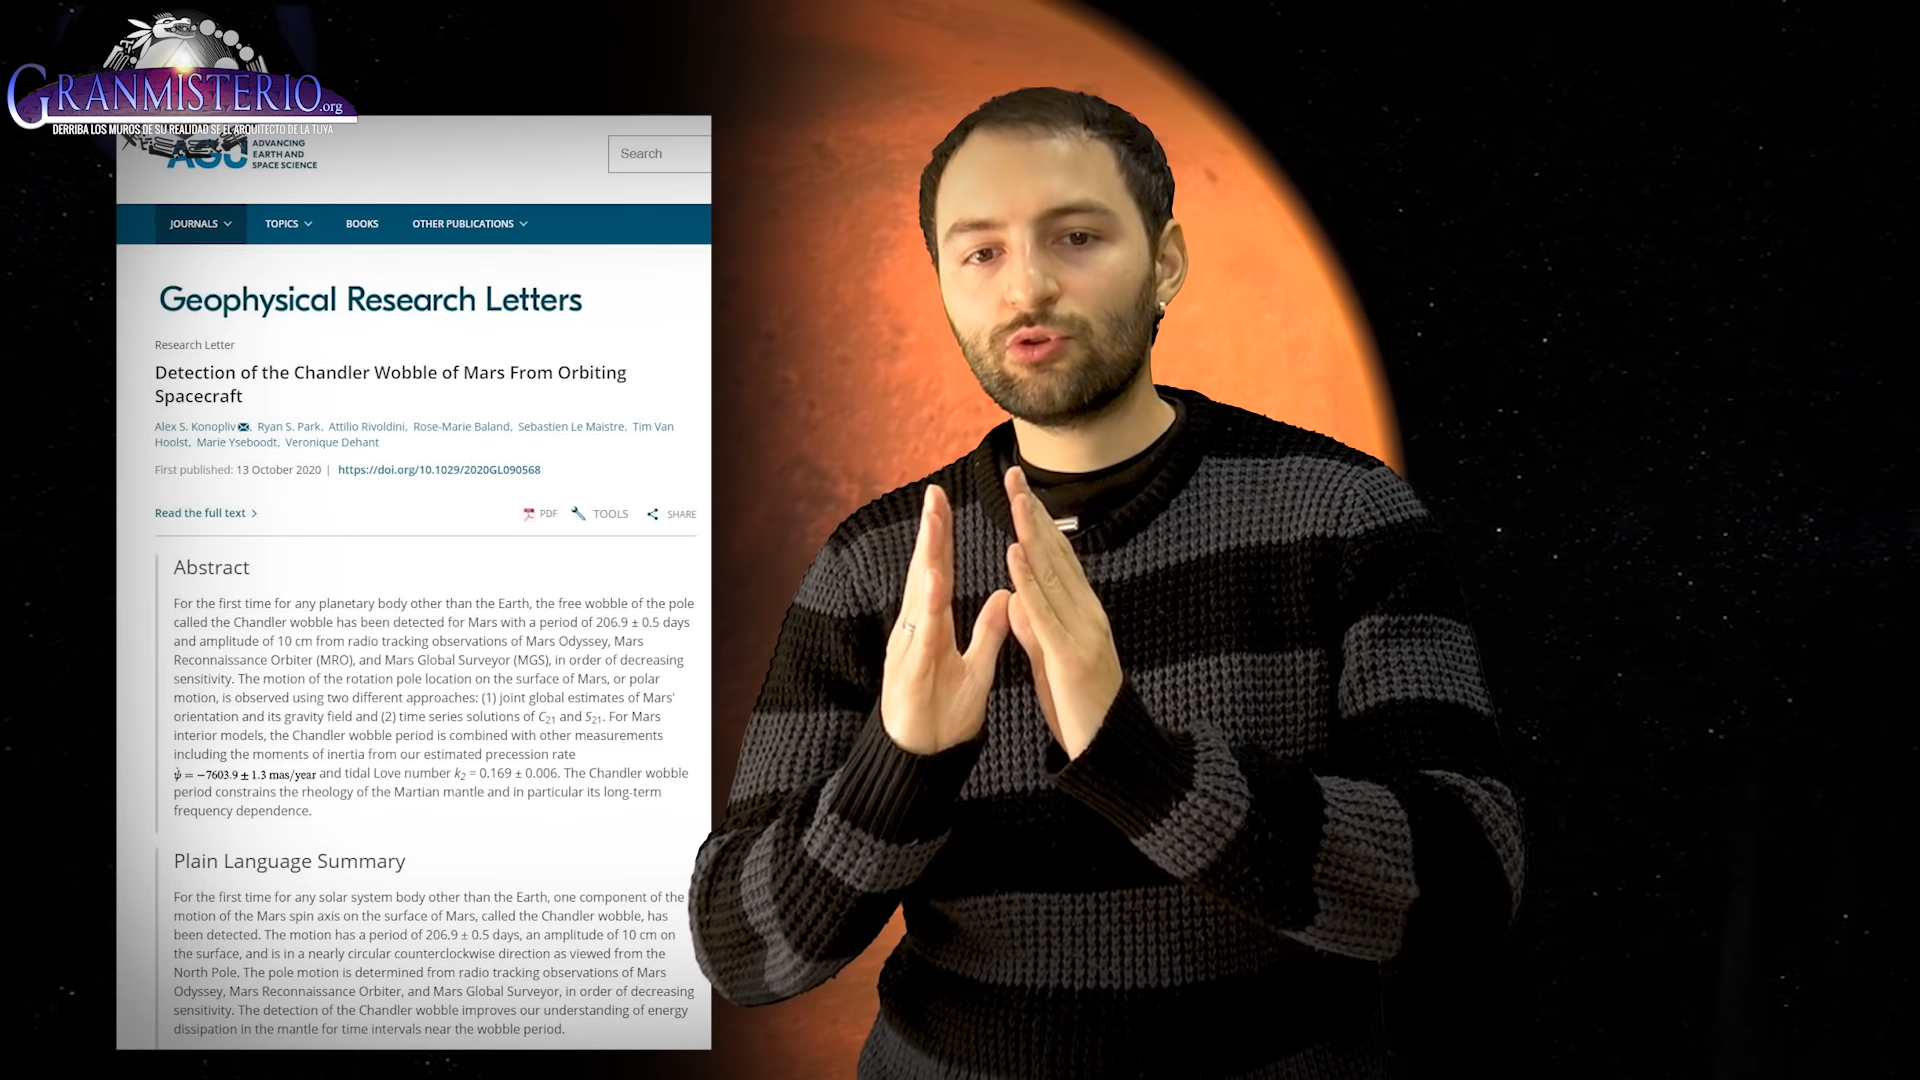 GRANMISTERIO.org
DERRIBA LOS MUROS DE SU REALIDAD SE EL ARQUITECTO DE LA TUYA
AGU ADVANCING
EARTH AND
SPACE SCIENCE
Search
JOURNALS TOPICS BOOKS OTHER PUBLICATIONS
Geophysical Research Letters
Research Letter
Detection of the Chandler Wobble of Mars From Orbiting
Spacecraft
Alex S. Konopliv, Ryan S. Park, Attilio Rivoldini, Rose-Marie Baland, Sebastien Le Maistre, Tim Van
Hoolst, Marie Yseboodt, Veronique Dehant
First published: 13 October 2020 | https://doi.org/10.1029/2020GL090568
Read the full text > PDF TOOLS SHARE
Abstract
For the first time for any planetary body other than the Earth, the free wobble of the pole
called the Chandler wobble has been detected for Mars with a period of 206.9 ± 0.5 days
and amplitude of 10 cm from radio tracking observations of Mars Odyssey, Mars
Reconnaissance Orbiter (MRO), and Mars Global Surveyor (MGS), in order of decreasing
sensitivity. The motion of the rotation pole location on the surface of Mars, or polar
motion, is observed using two different approaches: (1) joint global estimates of Mars'
orientation and its gravity field and (2) time series solutions of C21 and S21. For Mars
interior models, the Chandler wobble period is combined with other measurements
including the moments of inertia from our estimated precession rate
ψ̇ = −7603.9 ± 1.3 mas/year and tidal Love number k2 = 0.169 ± 0.006. The Chandler wobble
period constrains the rheology of the Martian mantle and in particular its long-term
frequency dependence.
Plain Language Summary
For the first time for any solar system body other than the Earth, one component of the
motion of the Mars spin axis on the surface of Mars, called the Chandler wobble, has
been detected. The motion has a period of 206.9 ± 0.5 days, an amplitude of 10 cm on
the surface, and is in a nearly circular counterclockwise direction as viewed from the
North Pole. The pole motion is determined from radio tracking observations of Mars
Odyssey, Mars Reconnaissance Orbiter, and Mars Global Surveyor, in order of decreasing
sensitivity. The detection of the Chandler wobble improves our understanding of energy
dissipation in the mantle for time intervals near the wobble period.